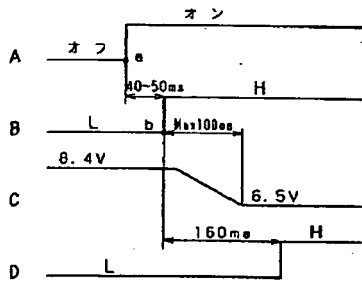 オン
A オフ a
40~50ms H
B L b Max100ms
8.4V
C 6.5V
160ms H
D L